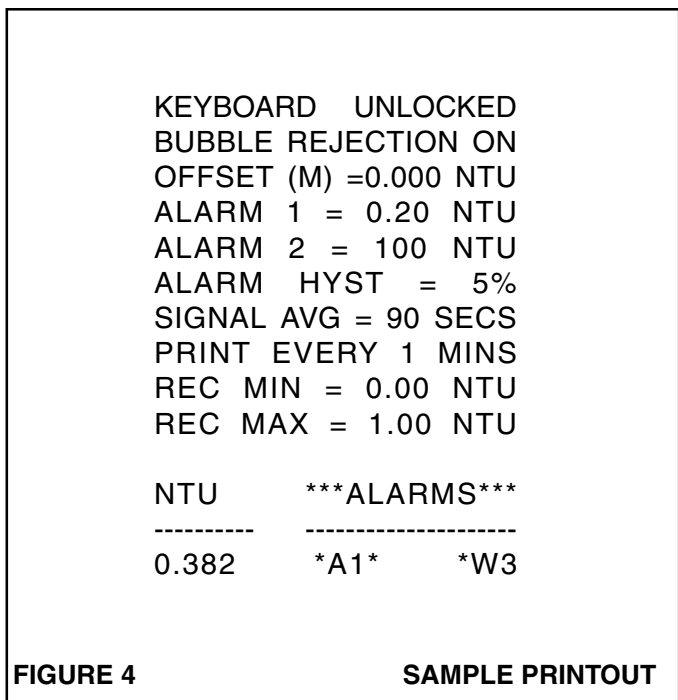 KEYBOARD UNLOCKED
BUBBLE REJECTION ON
OFFSET (M) =0.000 NTU
ALARM 1 = 0.20 NTU
ALARM 2 = 100 NTU
ALARM HYST = 5%
SIGNAL AVG = 90 SECS
PRINT EVERY 1 MINS
REC MIN = 0.00 NTU
REC MAX = 1.00 NTU
NTU ***ALARMS***
---------- ---------------------
0.382 *A1* *W3
FIGURE 4 SAMPLE PRINTOUT